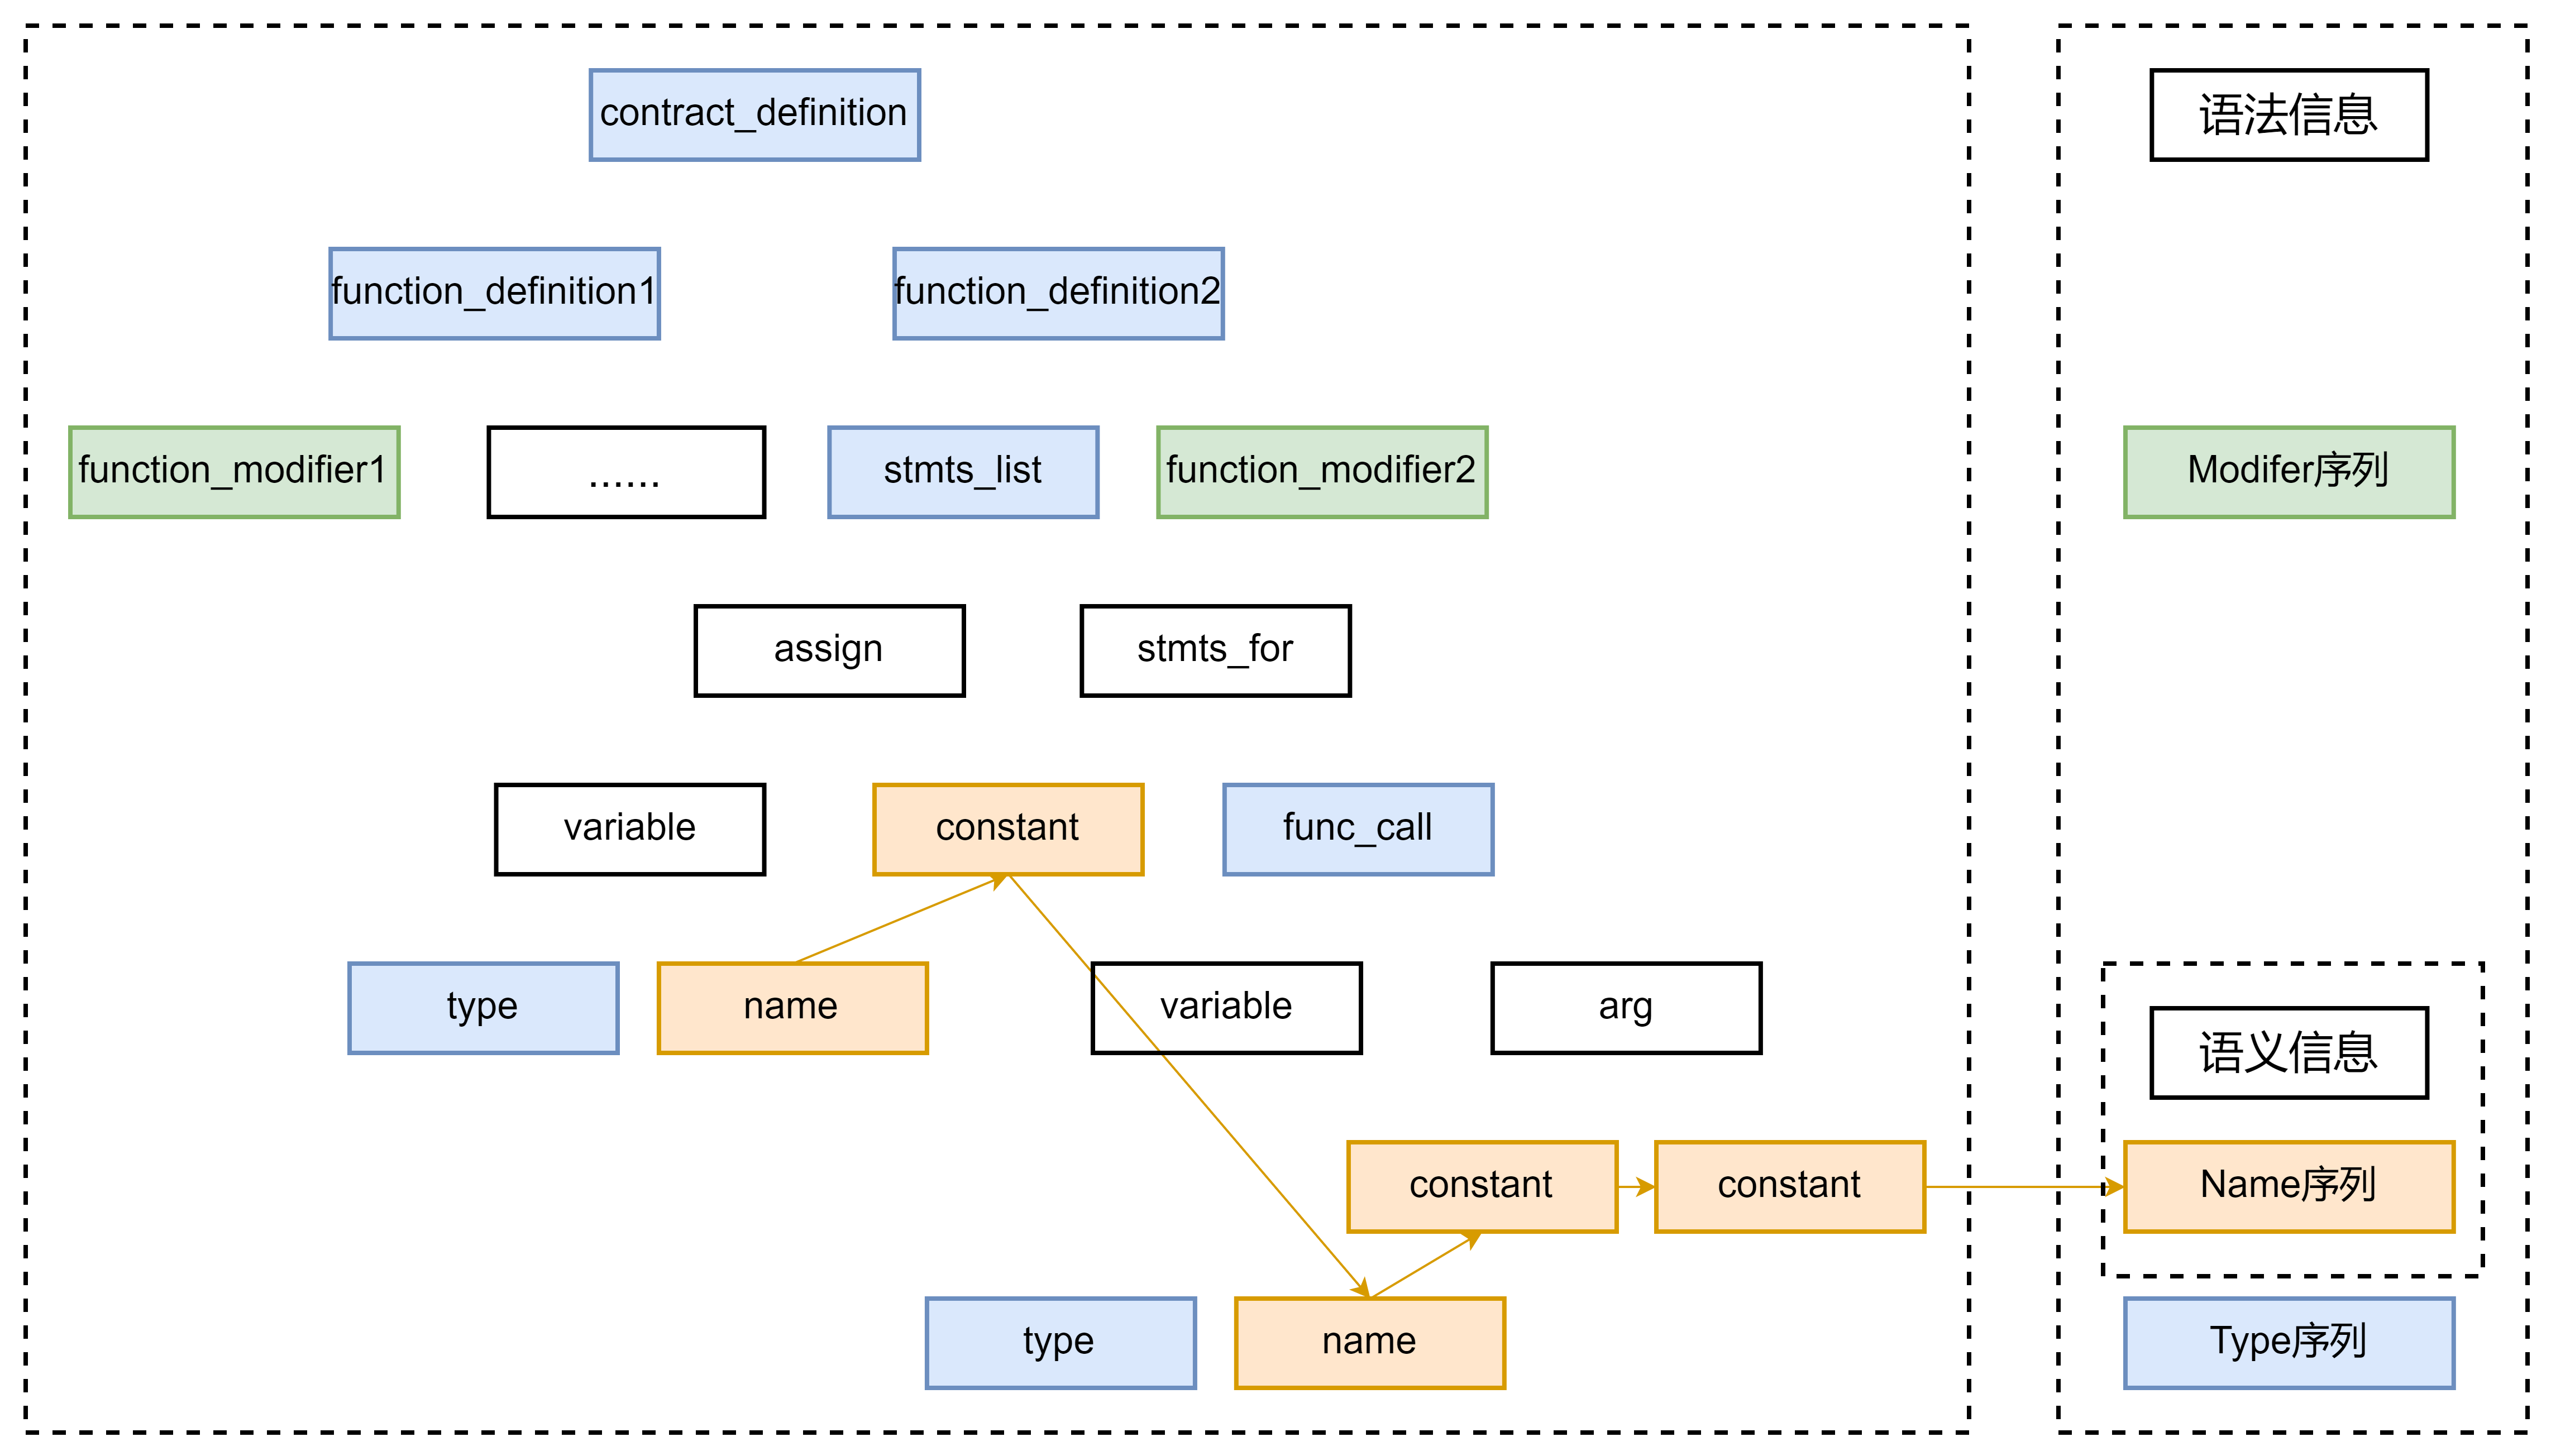 contract_definition
语法信息
function_definition1
function_definition2
function_modifier1
......
stmts_list
function_modifier2
Modifer序列
assign
stmts_for
variable
constant
func_call
type
name
variable
arg
语义信息
constant
constant
Name序列
type
name
Type序列